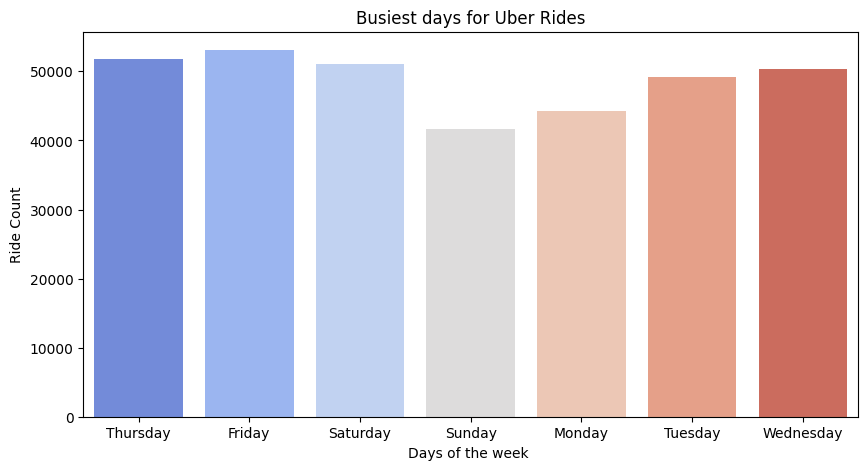 Busiest days for Uber Rides
Ride Count
50000
40000
30000
20000
10000
0
Thursday Friday Saturday Sunday Monday Tuesday Wednesday
Days of the week